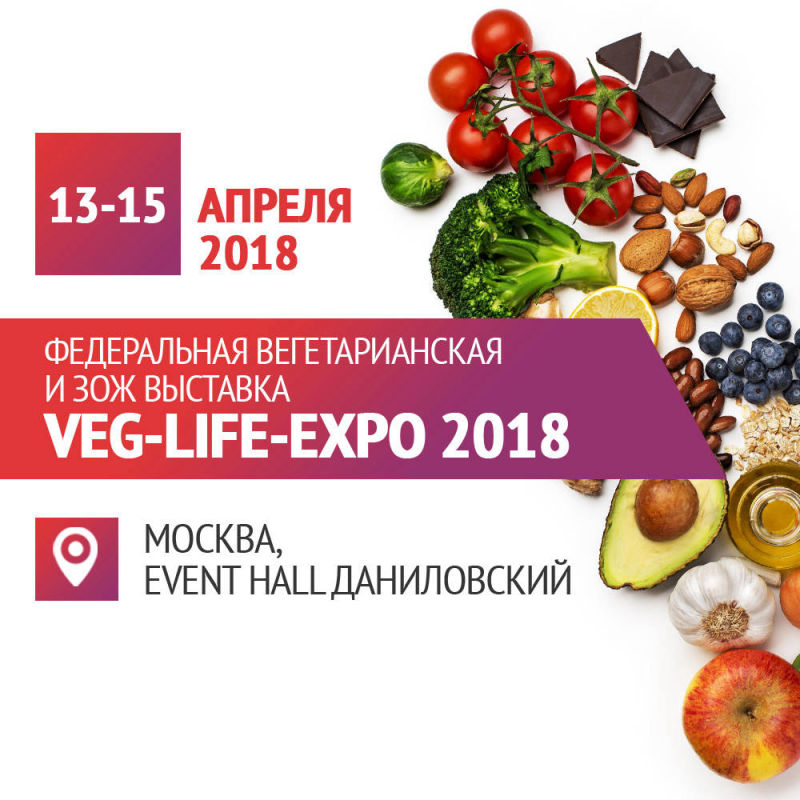 13-15
АПРЕЛЯ
2018
ФЕДЕРАЛЬНАЯ ВЕГЕТАРИАНСКАЯ
И ЗОЖ ВЫСТАВКА
VEG-LIFE-EXPO 2018
МОСКВА,
EVENT HALL ДАНИЛОВСКИЙ